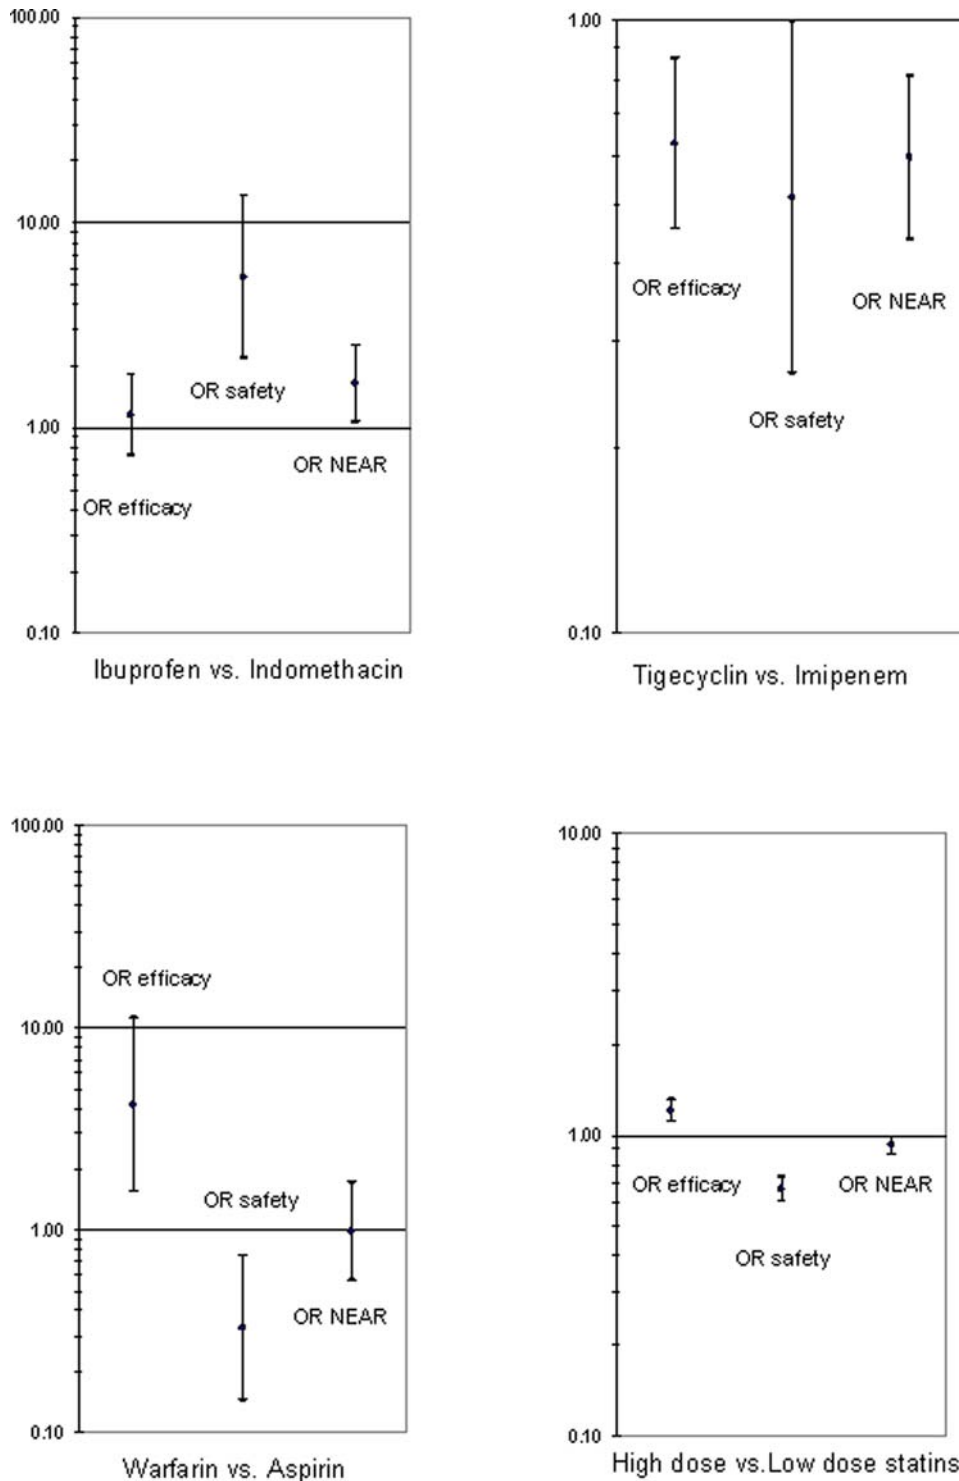 100.00
10.00
OR safety
1.00
OR NEAR
OR efficacy
0.10
Ibuprofen vs. Indomethacin
1.00
OR efficacy
OR NEAR
OR safety
0.10
Tigecyclin vs. Imipenem
100.00
OR efficacy
10.00
OR safety
1.00
OR NEAR
0.10
Warfarin vs. Aspirin
10.00
1.00
OR efficacy
OR NEAR
OR safety
0.10
High dose vs.Low dose statins